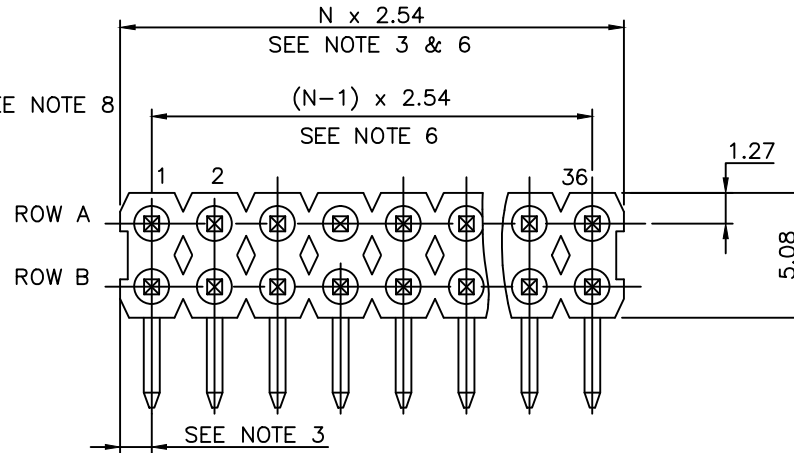 N x 2.54
SEE NOTE 3 & 6
NOTE 8
(N-1) x 2.54
SEE NOTE 6
1.27
1 2 36
ROW A
ROW B
5.08
SEE NOTE 3